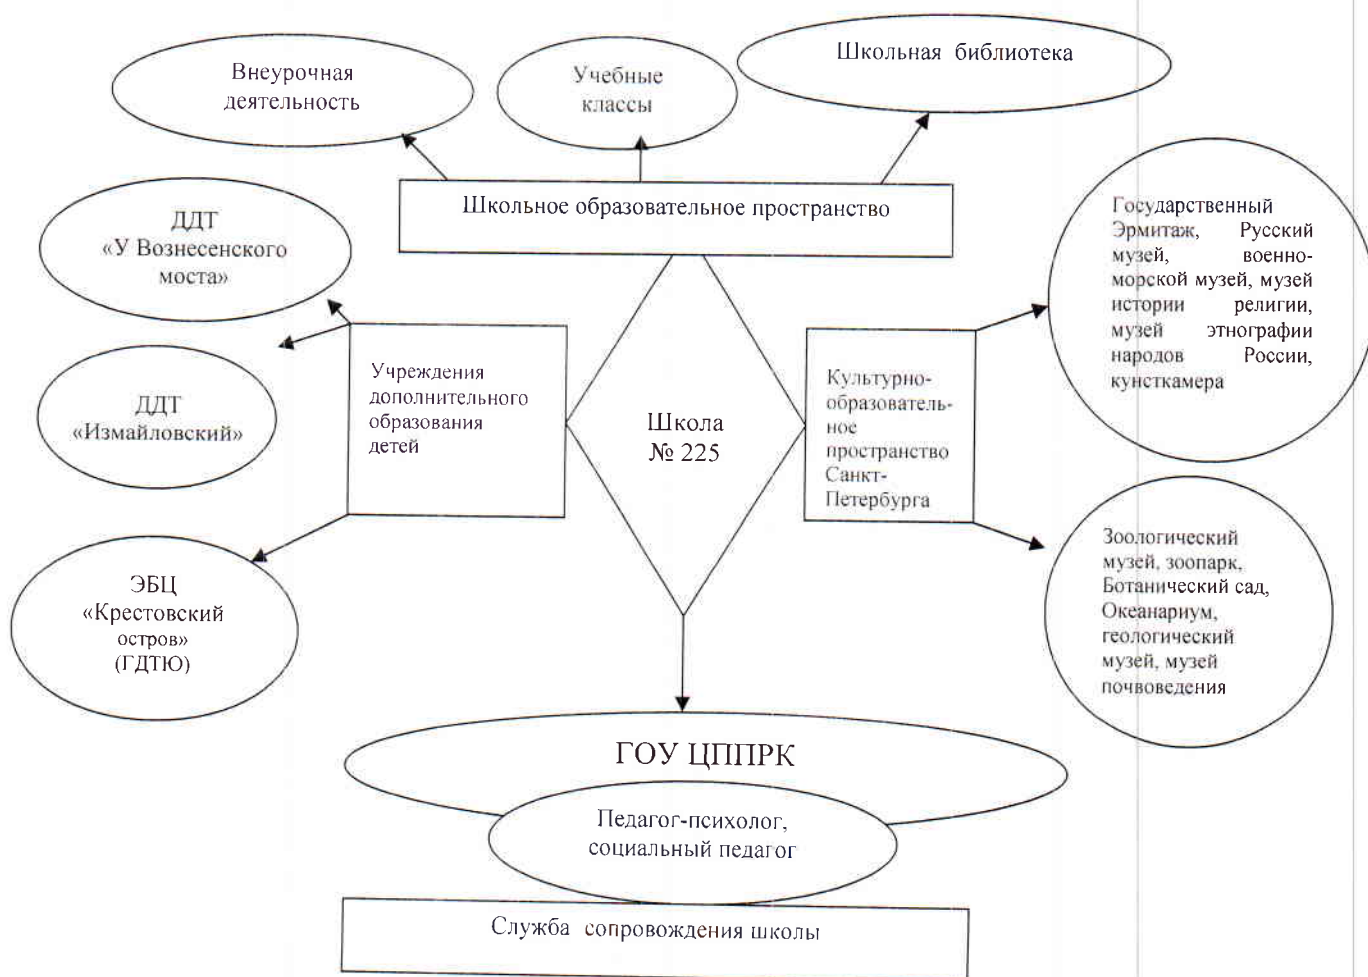 Внеурочная
деятельность
Учебные
классы
Школьная библиотека
Школьное образовательное пространство
ДДТ
«У Вознесенского
моста»
ДДТ
«Измайловский»
ЭБЦ
«Крестовский
остров»
(ГДТЮ)
Учреждения
дополнительного
образования
детей
Школа
№ 225
Культурно-
образователь-
ное
пространство
Санкт-
Петербурга
Государственный
Эрмитаж, Русский
музей, военно-
морской музей, музей
истории религии,
музей этнографии
народов России,
кунсткамера
Зоологический
музей, зоопарк,
Ботанический сад,
Океанариум,
геологический
музей, музей
почвоведения
ГОУ ЦППРК
Педагог-психолог,
социальный педагог
Служба сопровождения школы